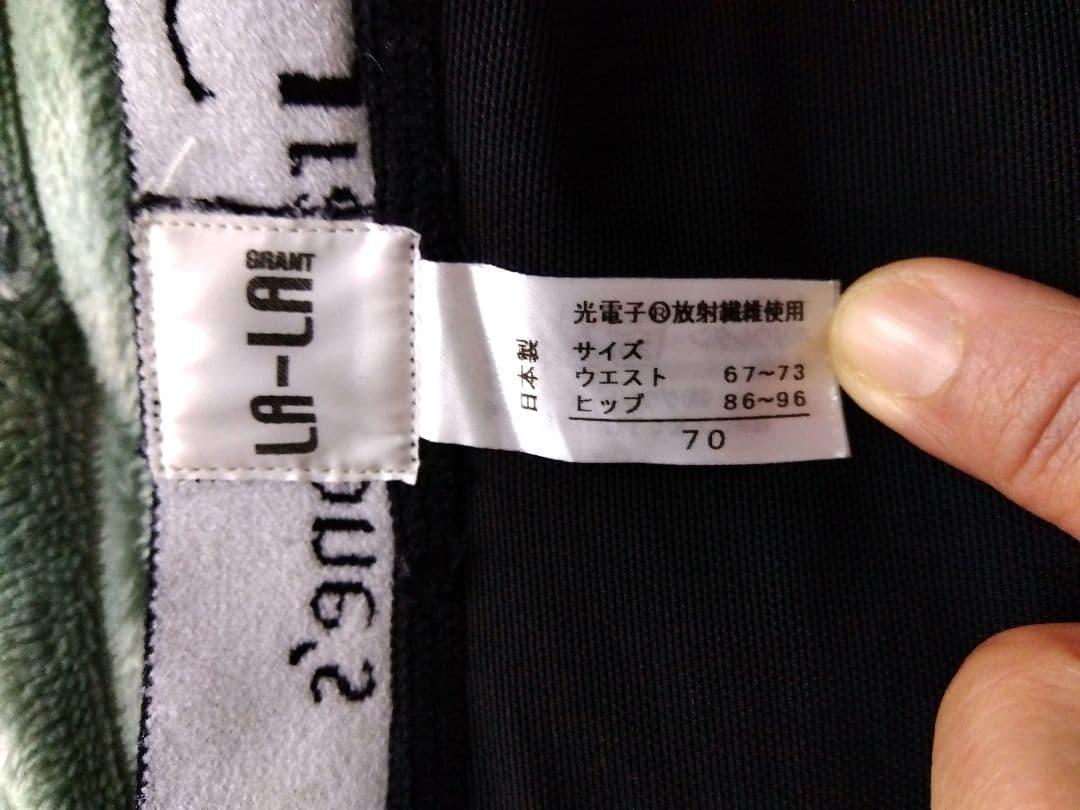 GRANT
LA-LA
日本製
光電子®放射繊維使用
サイズ
ウエスト 67~73
ヒップ 86~96
70